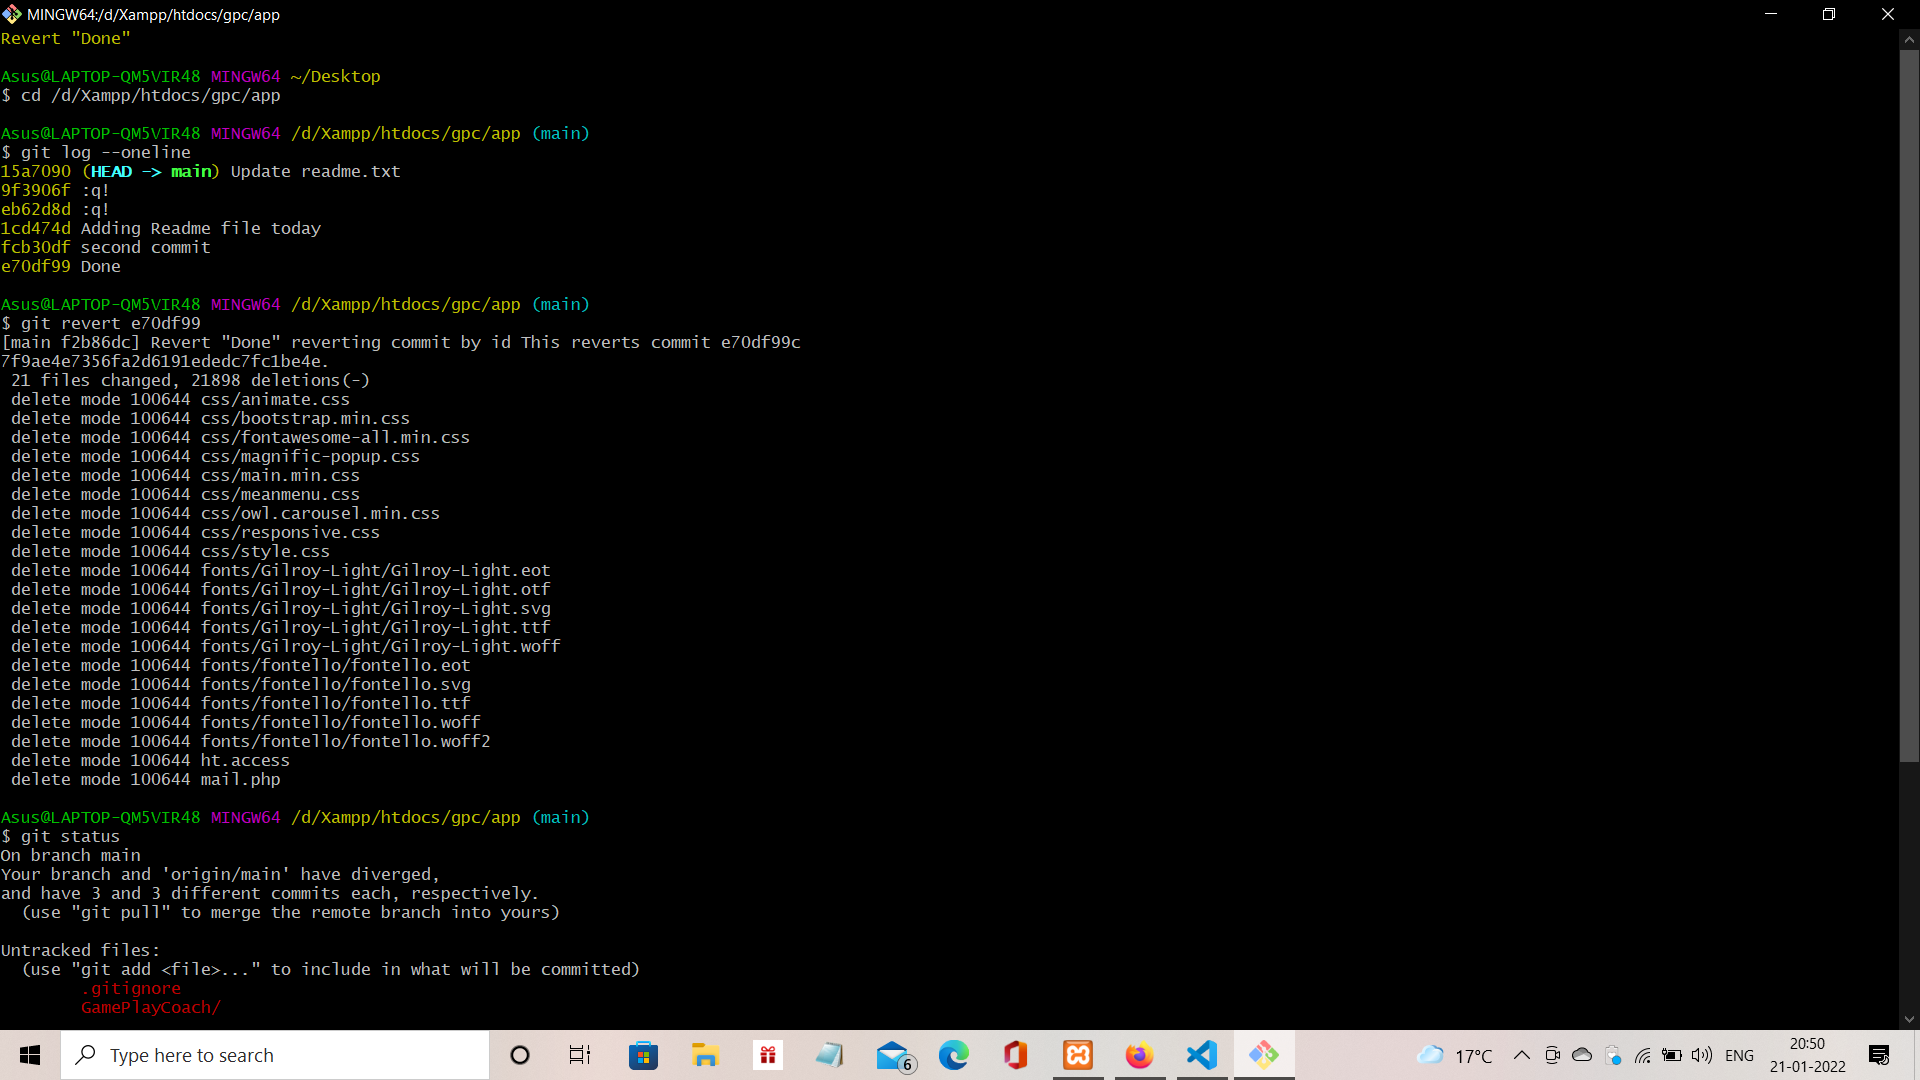 MINGW64:/d/Xampp/htdocs/gpc/app
Revert "Done"
Asus@LAPTOP-QM5VIR48 MINGW64 ~/Desktop
$ cd /d/Xampp/htdocs/gpc/app
Asus@LAPTOP-QM5VIR48 MINGW64 /d/Xampp/htdocs/gpc/app (main)
$ git log --oneline
15a7090 (HEAD -> main) Update readme.txt
9f3906f :q!
eb62d8d :q!
1cd474d Adding Readme file today
fcb30df second commit
e70df99 Done
Asus@LAPTOP-QM5VIR48 MINGW64 /d/Xampp/htdocs/gpc/app (main)
$ git revert e70df99
[main f2b86dc] Revert "Done" reverting commit by id This reverts commit e70df99c
7f9ae4e7356fa2d6191ededc7fc1be4e.
21 files changed, 21898 deletions(-)
delete mode 100644 css/animate.css
delete mode 100644 css/bootstrap.min.css
delete mode 100644 css/fontawesome-all.min.css
delete mode 100644 css/magnific-popup.css
delete mode 100644 css/main.min.css
delete mode 100644 css/meanmenu.css
delete mode 100644 css/owl.carousel.min.css
delete mode 100644 css/responsive.css
delete mode 100644 css/style.css
delete mode 100644 fonts/Gilroy-Light/Gilroy-Light.eot
delete mode 100644 fonts/Gilroy-Light/Gilroy-Light.otf
delete mode 100644 fonts/Gilroy-Light/Gilroy-Light.svg
delete mode 100644 fonts/Gilroy-Light/Gilroy-Light.ttf
delete mode 100644 fonts/Gilroy-Light/Gilroy-Light.woff
delete mode 100644 fonts/fontello/fontello.eot
delete mode 100644 fonts/fontello/fontello.svg
delete mode 100644 fonts/fontello/fontello.ttf
delete mode 100644 fonts/fontello/fontello.woff
delete mode 100644 fonts/fontello/fontello.woff2
delete mode 100644 ht.access
delete mode 100644 mail.php
Asus@LAPTOP-QM5VIR48 MINGW64 /d/Xampp/htdocs/gpc/app (main)
$ git status
On branch main
Your branch and 'origin/main' have diverged,
and have 3 and 3 different commits each, respectively.
(use "git pull" to merge the remote branch into yours)
Untracked files:
(use "git add <file>..." to include in what will be committed)
.gitignore
GamePlayCoach/
Type here to search
6
17°C
ENG
20:50
21-01-2022
3